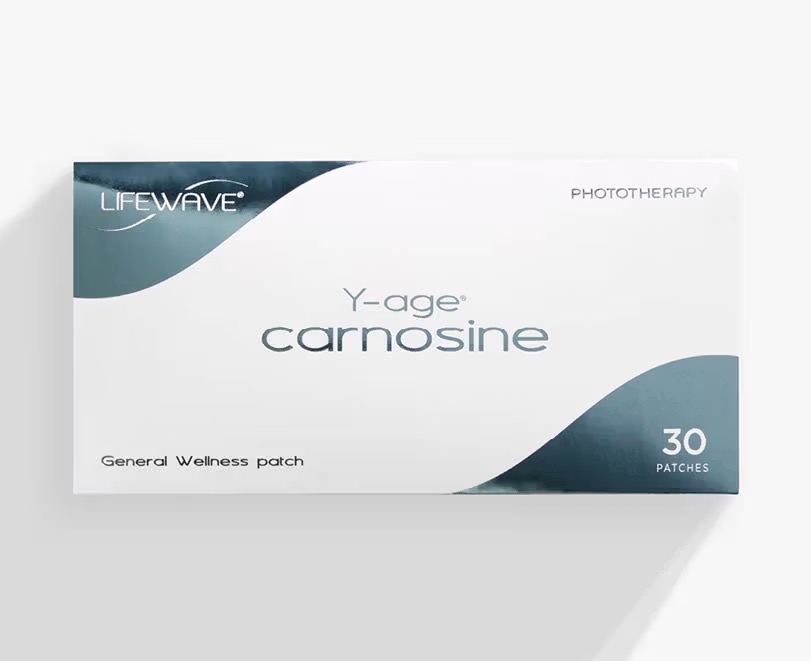 LIFEWAVE®
PHOTOTHERAPY
Y-age®
carnosine
General Wellness patch
30
PATCHES